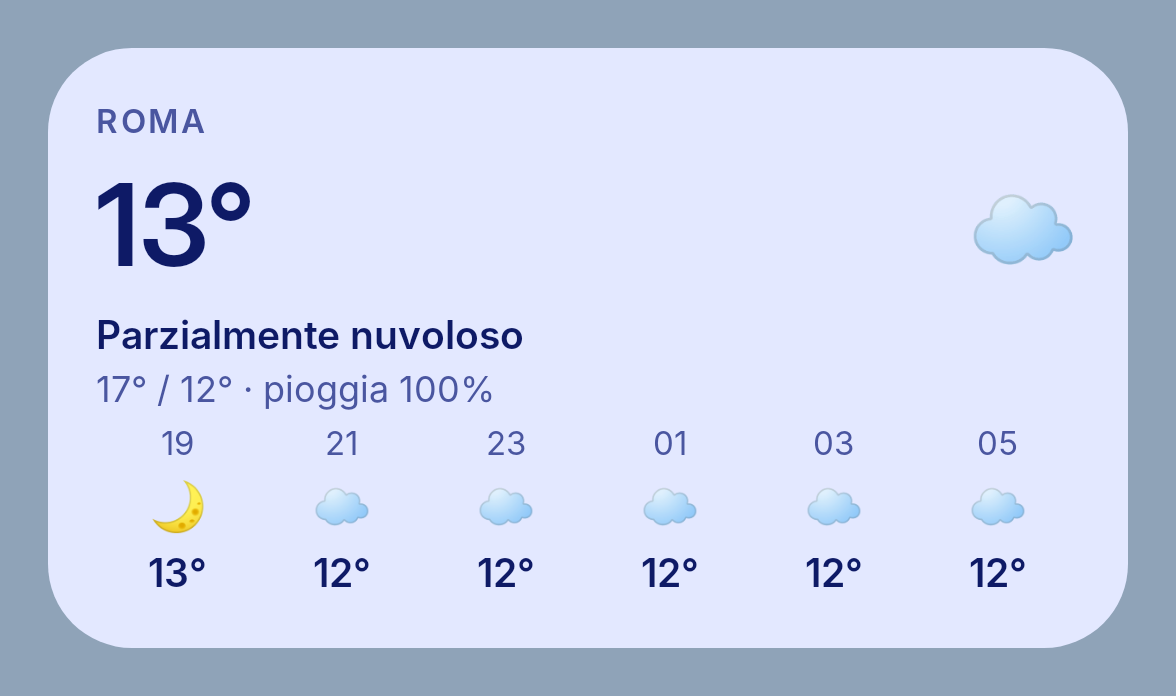 ROMA
13°
Parzialmente nuvoloso
17° / 12° · pioggia 100%
19 21 23 01 03 05
13° 12° 12° 12° 12° 12°